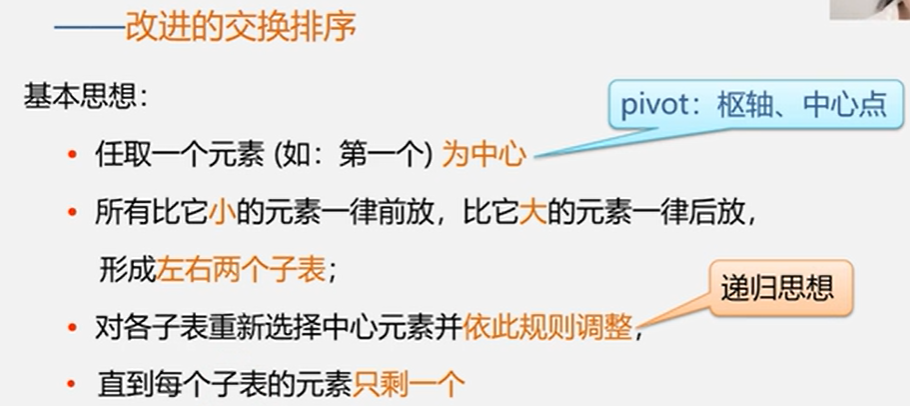 ——改进的交换排序
基本思想：
pivot：枢轴、中心点
• 任取一个元素 (如：第一个) 为中心
• 所有比它小的元素一律前放，比它大的元素一律后放，
形成左右两个子表；
递归思想
• 对各子表重新选择中心元素并依此规则调整，
• 直到每个子表的元素只剩一个